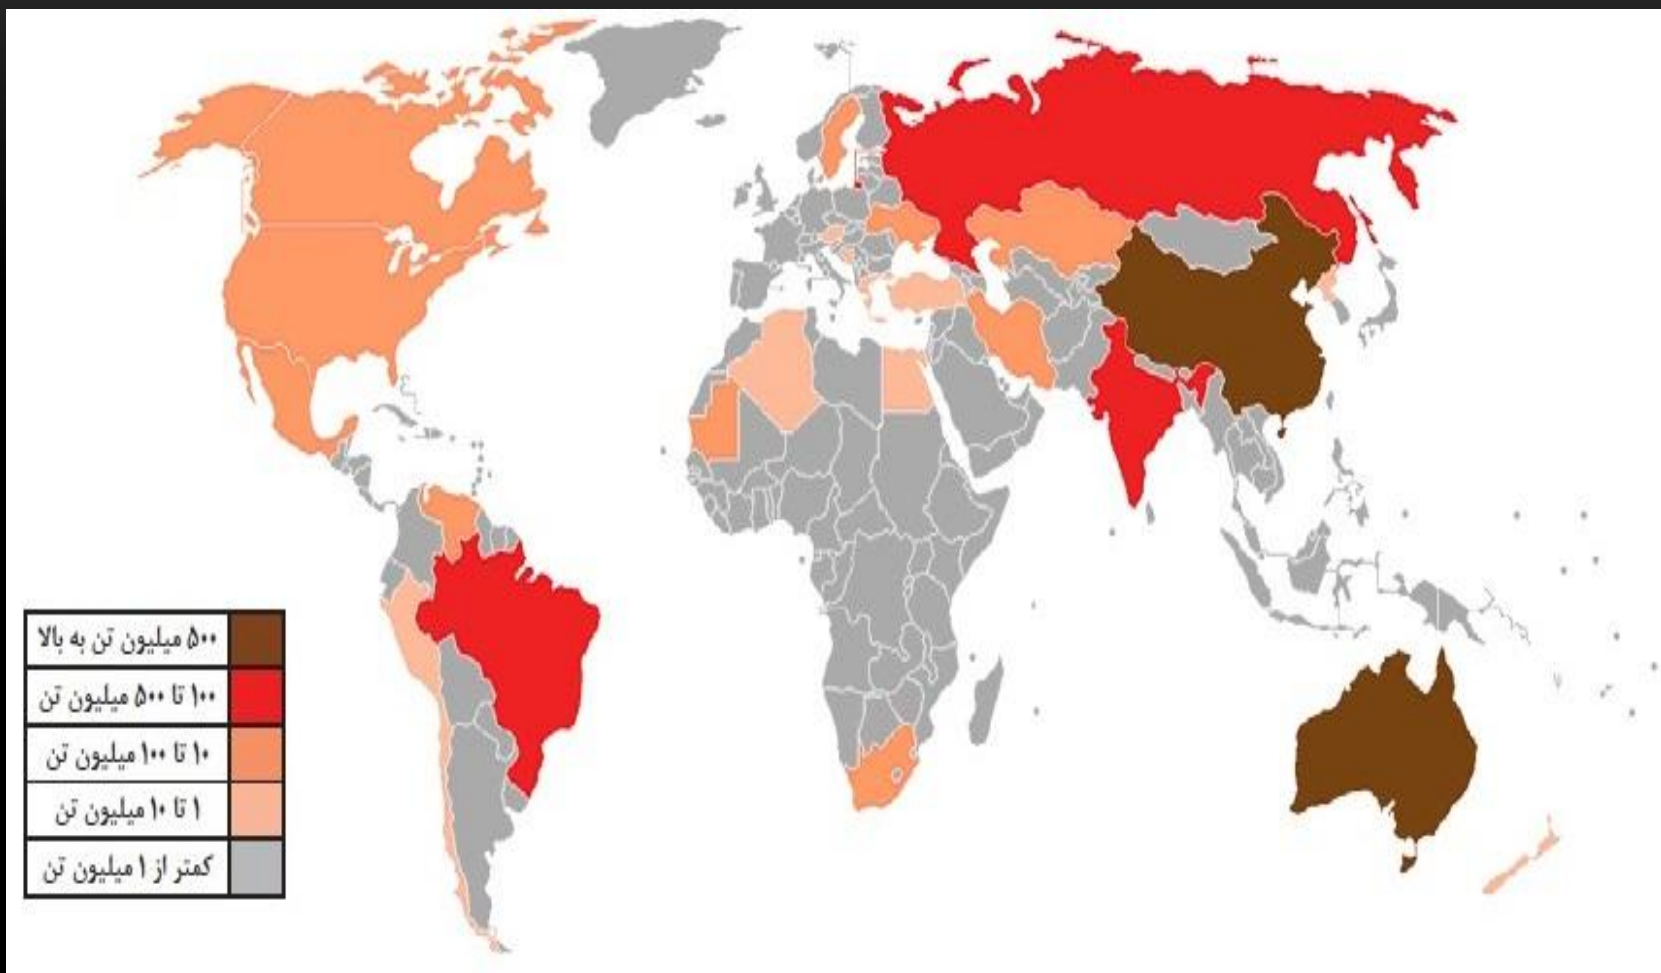 ۵۰۰ میلیون تن به بالا
۱۰۰ تا ۵۰۰ میلیون تن
۱۰ تا ۱۰۰ میلیون تن
۱ تا ۱۰ میلیون تن
کمتر از ۱ میلیون تن